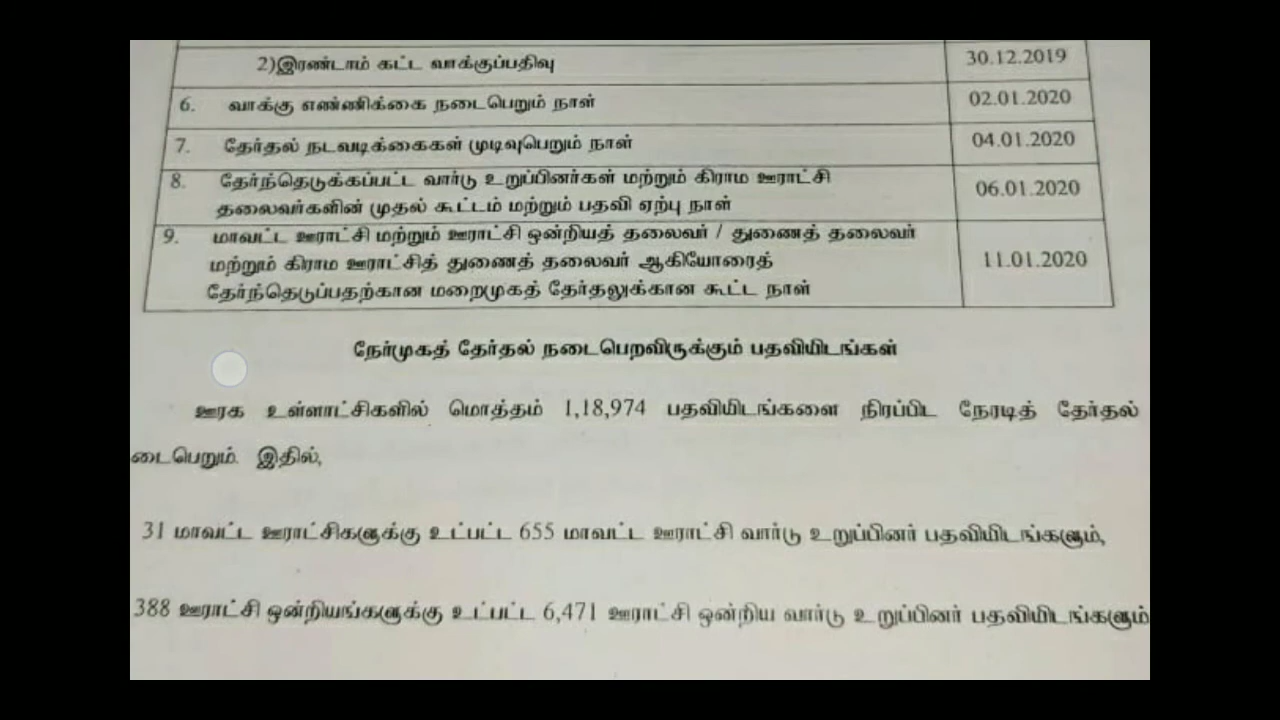 2)இரண்டாம் கட்ட வாக்குப்பதிவு 30.12.2019
6. வாக்கு எண்ணிக்கை நடைபெறும் நாள் 02.01.2020
7. தேர்தல் நடவடிக்கைகள் முடிவுபெறும் நாள் 04.01.2020
8. தேர்ந்தெடுக்கப்பட்ட வார்டு உறுப்பினர்கள் மற்றும் கிராம ஊராட்சி
தலைவர்களின் முதல் கூட்டம் மற்றும் பதவி ஏற்பு நாள் 06.01.2020
9. மாவட்ட ஊராட்சி மற்றும் ஊராட்சி ஒன்றியத் தலைவர் / துணைத் தலைவர்
மற்றும் கிராம ஊராட்சித் துணைத் தலைவர் ஆகியோரைத் 11.01.2020
தேர்ந்தெடுப்பதற்கான மறைமுகத் தேர்தலுக்கான கூட்ட நாள்
நேர்முகத் தேர்தல் நடைபெறவிருக்கும் பதவியிடங்கள்
ஊரக உள்ளாட்சிகளில் மொத்தம் 1,18,974 பதவியிடங்களை நிரப்பிட நேரடித் தேர்தல்
டைபெறும். இதில்,
31 மாவட்ட ஊராட்சிகளுக்கு உட்பட்ட 655 மாவட்ட ஊராட்சி வார்டு உறுப்பினர் பதவியிடங்களும்,
388 ஊராட்சி ஒன்றியங்களுக்கு உட்பட்ட 6,471 ஊராட்சி ஒன்றிய வார்டு உறுப்பினர் பதவியிடங்களும்